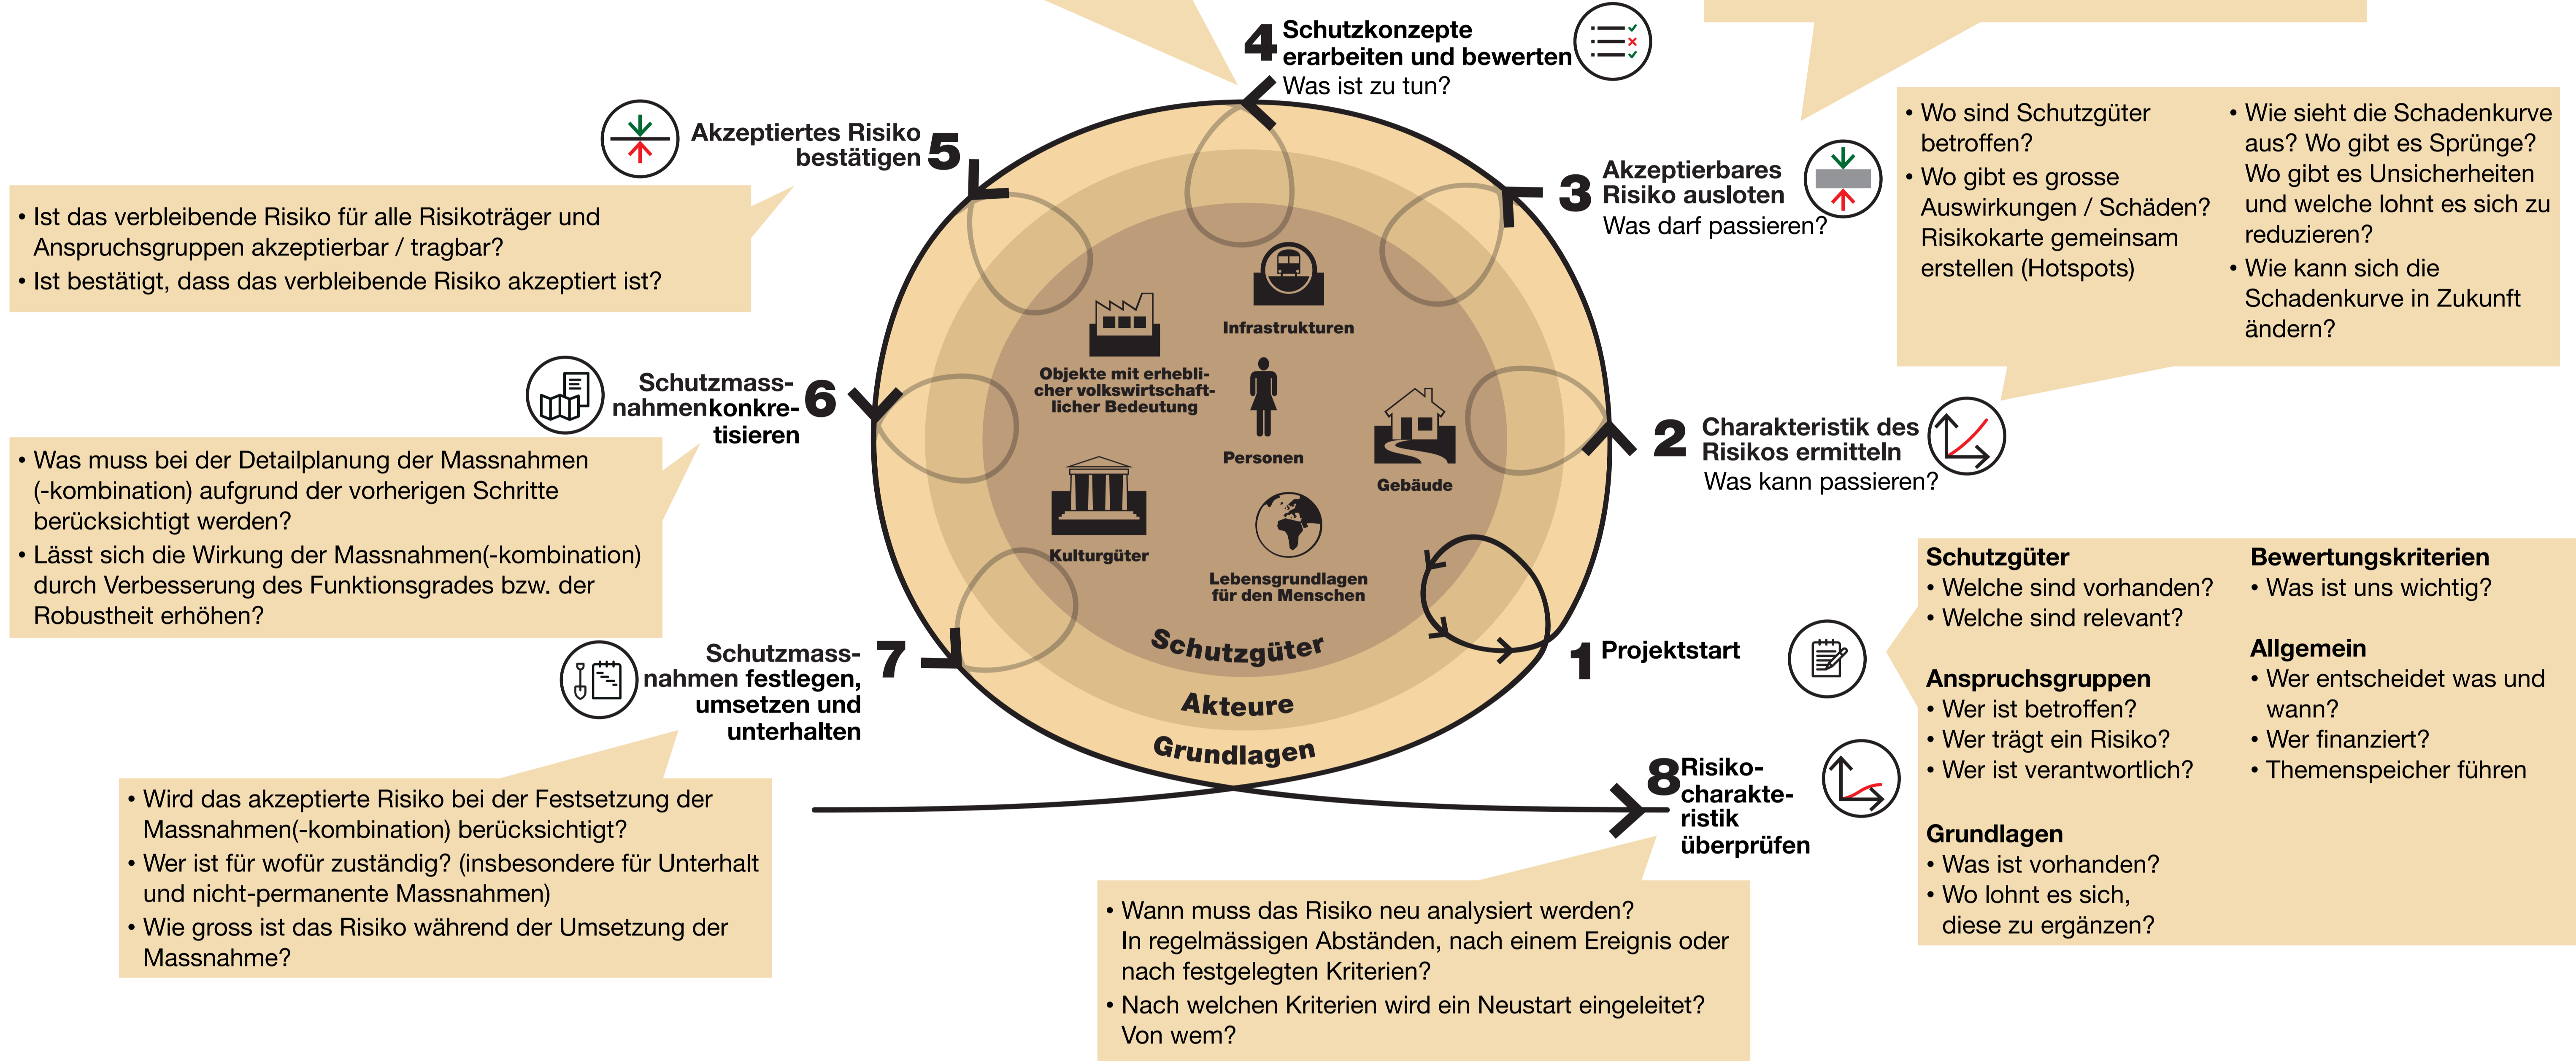 4 Schutzkonzepte
erarbeiten und bewerten
Was ist zu tun?
5 Akzeptiertes Risiko
bestätigen
• Ist das verbleibende Risiko für alle Risikoträger und
Anspruchsgruppen akzeptierbar / tragbar?
• Ist bestätigt, dass das verbleibende Risiko akzeptiert ist?
3 Akzeptierbares
Risiko ausloten
Was darf passieren?
• Wo sind Schutzgüter
betroffen?
• Wo gibt es grosse
Auswirkungen / Schäden?
Risikokarte gemeinsam
erstellen (Hotspots)
• Wie sieht die Schadenkurve
aus? Wo gibt es Sprünge?
Wo gibt es Unsicherheiten
und welche lohnt es sich zu
reduzieren?
• Wie kann sich die
Schadenkurve in Zukunft
ändern?
6 Schutzmass-
nahmenkonkre-
tisieren
• Was muss bei der Detailplanung der Massnahmen
(-kombination) aufgrund der vorherigen Schritte
berücksichtigt werden?
• Lässt sich die Wirkung der Massnahmen(-kombination)
durch Verbesserung des Funktionsgrades bzw. der
Robustheit erhöhen?
Infrastrukturen
Objekte mit erhebli-
cher volkswirtschaft-
licher Bedeutung
Personen
Gebäude
Kulturgüter
Lebensgrundlagen
für den Menschen
Schutzgüter
Akteure
Grundlagen
2 Charakteristik des
Risikos ermitteln
Was kann passieren?
7 Schutzmass-
nahmen festlegen,
umsetzen und
unterhalten
• Wird das akzeptierte Risiko bei der Festsetzung der
Massnahmen(-kombination) berücksichtigt?
• Wer ist für wofür zuständig? (insbesondere für Unterhalt
und nicht-permanente Massnahmen)
• Wie gross ist das Risiko während der Umsetzung der
Massnahme?
1 Projektstart
Schutzgüter
• Welche sind vorhanden?
• Welche sind relevant?
Anspruchsgruppen
• Wer ist betroffen?
• Wer trägt ein Risiko?
• Wer ist verantwortlich?
Grundlagen
• Was ist vorhanden?
• Wo lohnt es sich,
diese zu ergänzen?
Bewertungskriterien
• Was ist uns wichtig?
Allgemein
• Wer entscheidet was und
wann?
• Wer finanziert?
• Themenspeicher führen
8 Risiko-
charakte-
ristik
überprüfen
• Wann muss das Risiko neu analysiert werden?
In regelmässigen Abständen, nach einem Ereignis oder
nach festgelegten Kriterien?
• Nach welchen Kriterien wird ein Neustart eingeleitet?
Von wem?